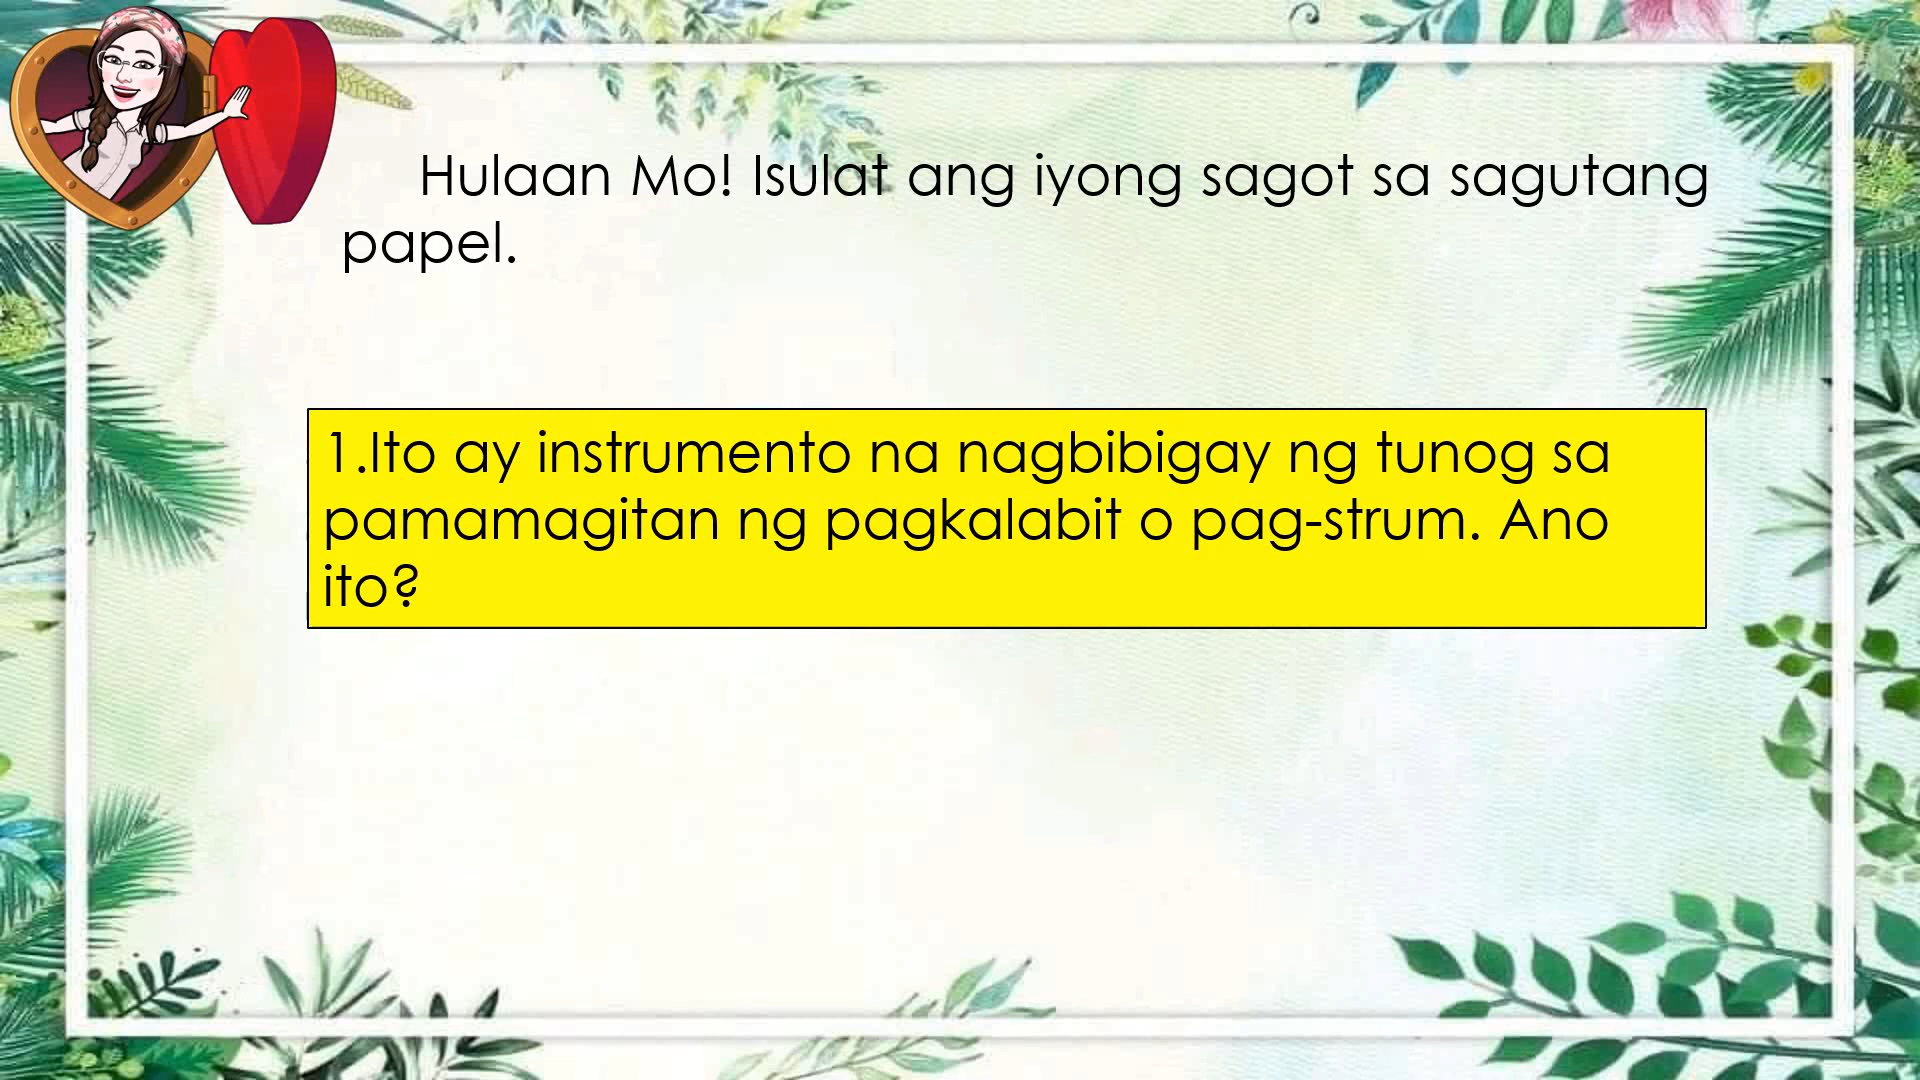 Hulaan Mo! Isulat ang iyong sagot sa sagutang
papel.
1.Ito ay instrumento na nagbibigay ng tunog sa
pamamagitan ng pagkalabit o pag-strum. Ano
ito?